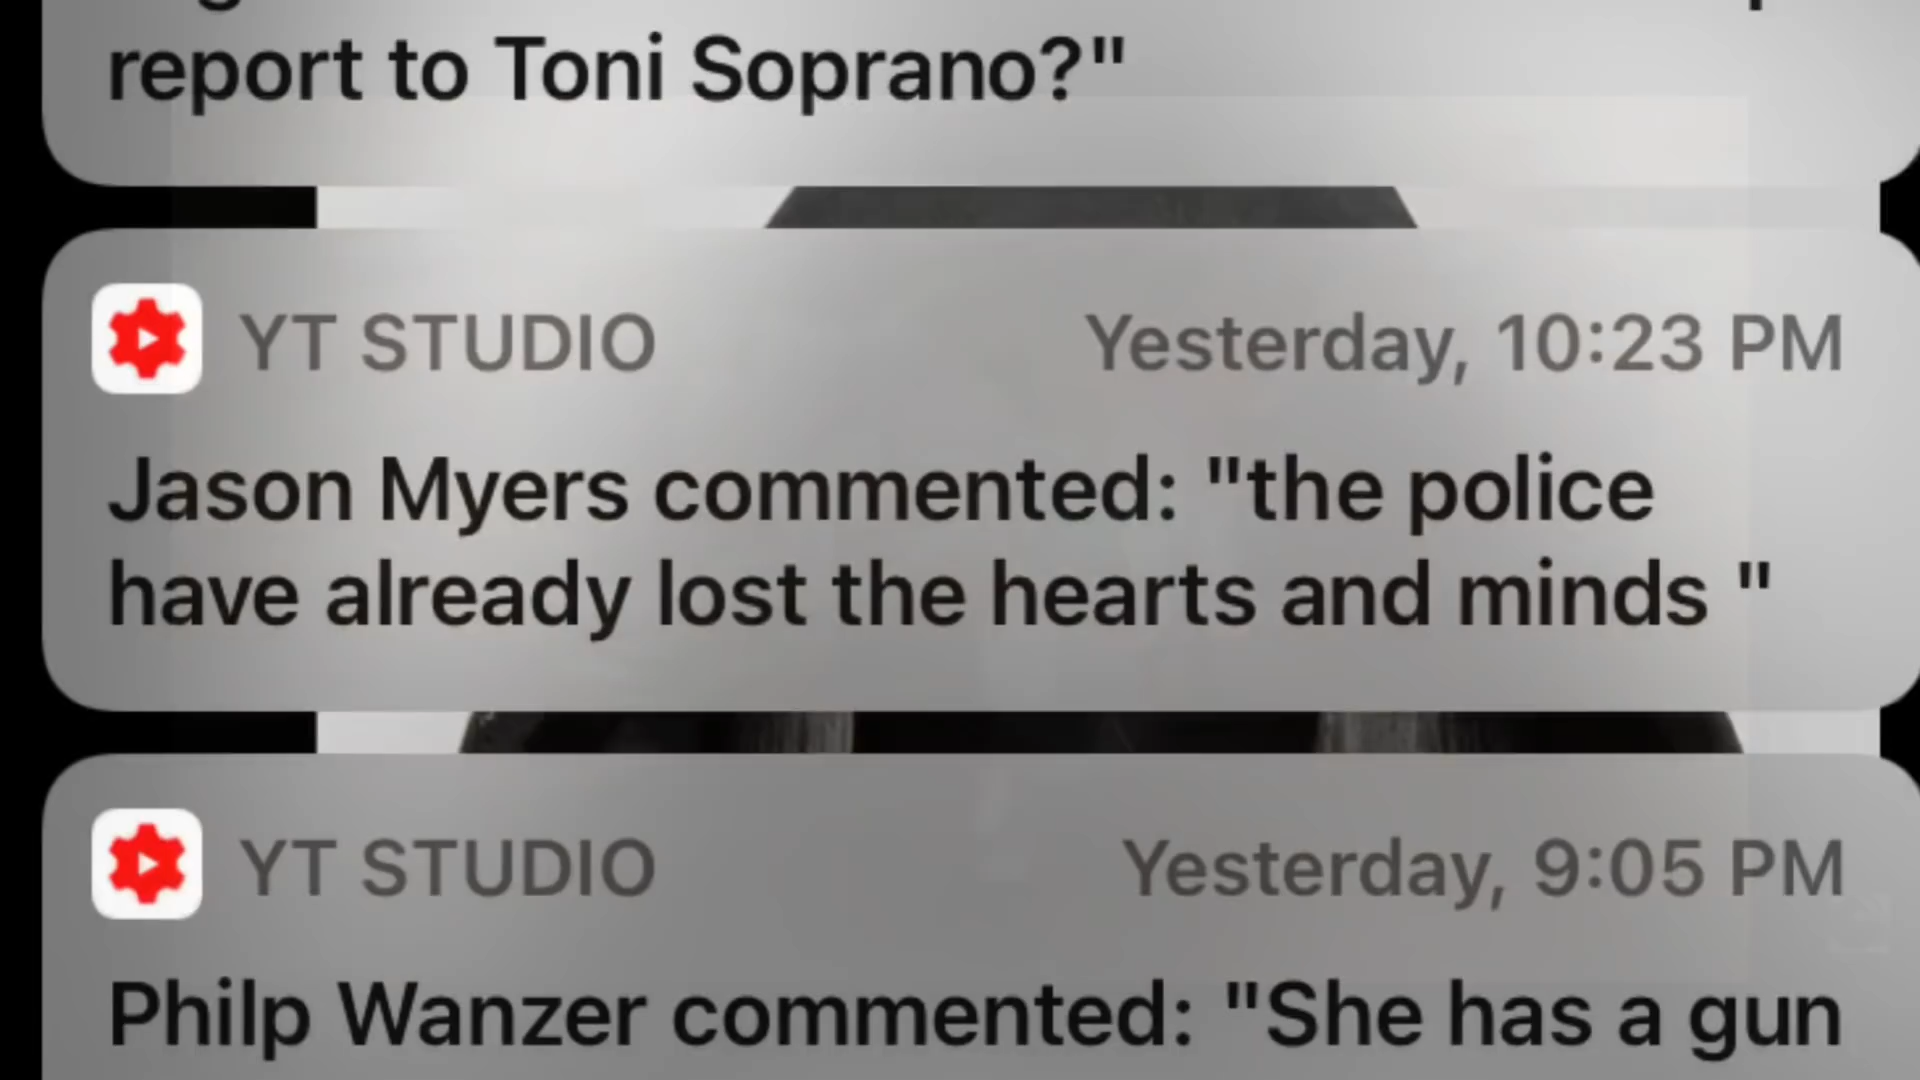 report to Toni Soprano?"
YT STUDIO
Yesterday, 10:23 PM
Jason Myers commented: "the police
have already lost the hearts and minds "
YT STUDIO
Yesterday, 9:05 PM
Philp Wanzer commented: "She has a gun